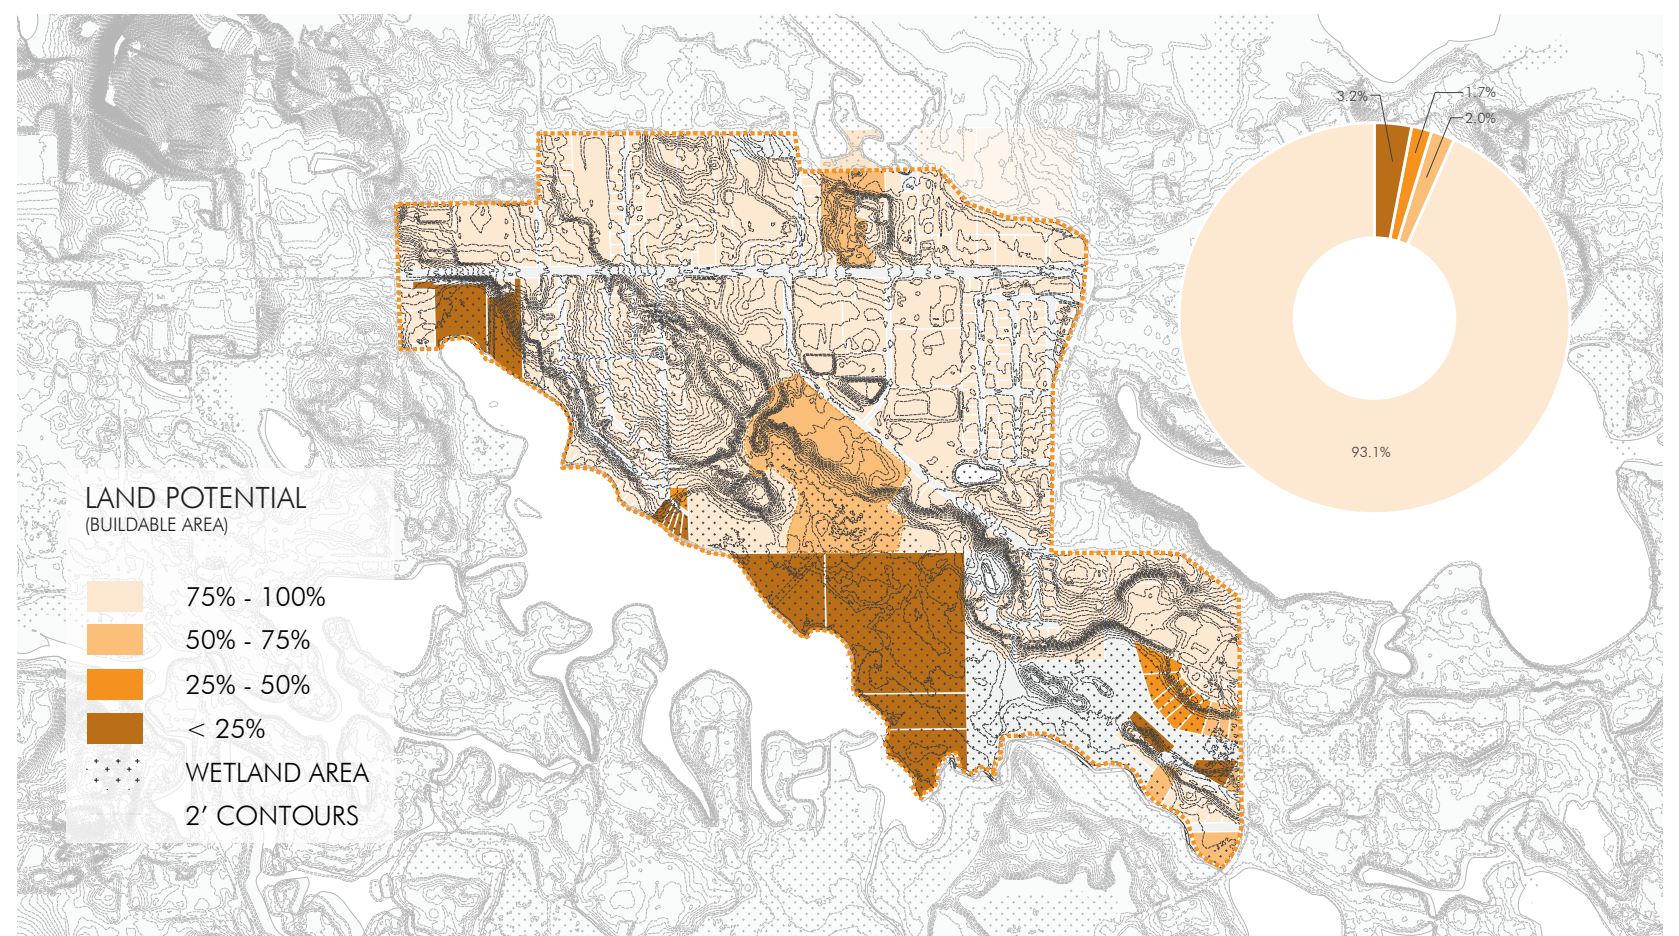 3.2%
1.7%
2.0%
93.1%
LAND POTENTIAL
(BUILDABLE AREA)
75% - 100%
50% - 75%
25% - 50%
< 25%
WETLAND AREA
2’ CONTOURS